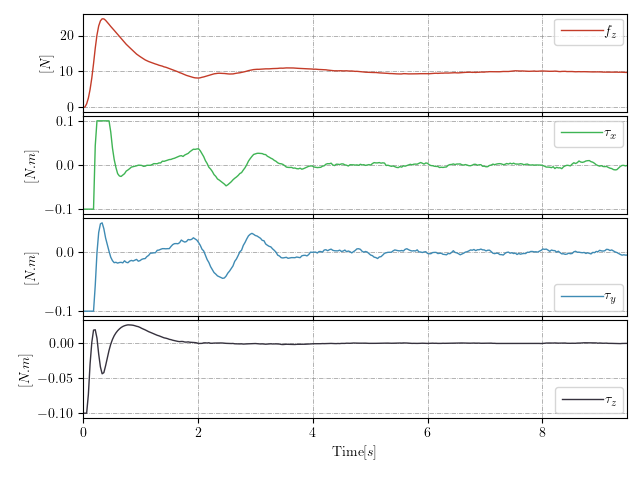 20
10
0
[N]
f_z
0.1
0.0
−0.1
[N.m]
τ_x
0.0
−0.1
[N.m]
τ_y
0.00
−0.05
−0.10
[N.m]
τ_z
0 2 4 6 8
Time[s]